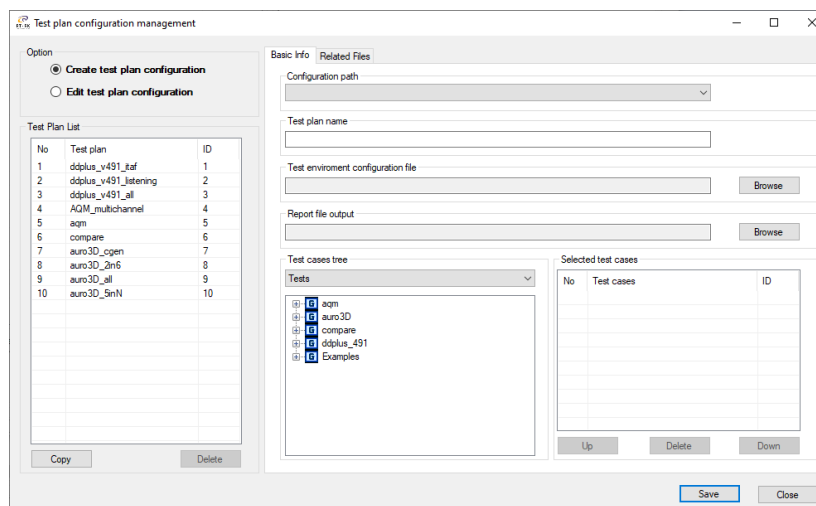 Test plan configuration management
Option
Create test plan configuration
Edit test plan configuration
Test Plan List
No Test plan ID
1 ddplus_v491_itaf 1
2 ddplus_v491_listening 2
3 ddplus_v491_all 3
4 AQM_multichannel 4
5 aqm 5
6 compare 6
7 auro3D_cgen 7
8 auro3D_2in6 8
9 auro3D_all 9
10 auro3D_5inN 10
Copy Delete
Basic Info Related Files
Configuration path
Test plan name
Test enviroment configuration file
Browse
Report file output
Browse
Test cases tree
Tests
G aqm
G auro3D
G compare
G ddplus_491
G Examples
Selected test cases
No Test cases ID
Up Delete Down
Save Close